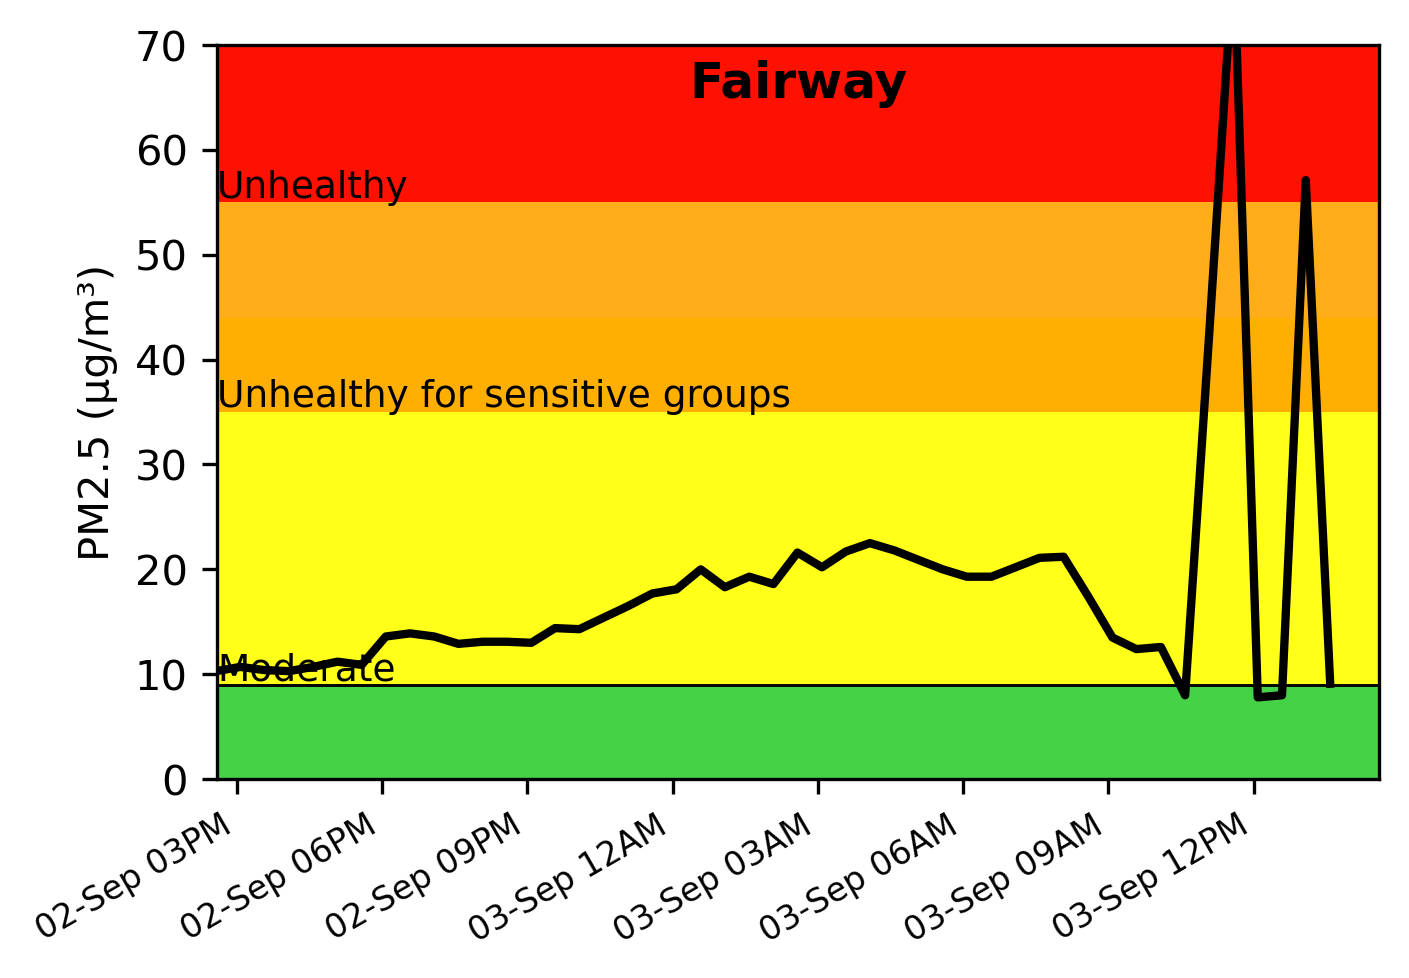 Fairway
PM2.5 (µg/m³)
70
60
50
40
30
20
10
0
Unhealthy
Unhealthy for sensitive groups
Moderate
02-Sep 03PM
02-Sep 06PM
02-Sep 09PM
03-Sep 12AM
03-Sep 03AM
03-Sep 06AM
03-Sep 09AM
03-Sep 12PM